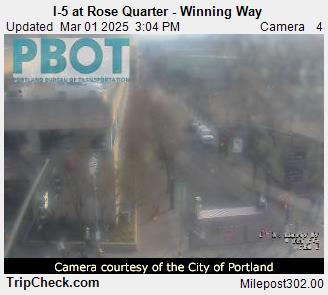 I-5 at Rose Quarter - Winning Way
Updated Mar 01 2025 3:04 PM Camera 4
PBOT
PORTLAND BUREAU OF TRANSPORTATION
Camera courtesy of the City of Portland
TripCheck.com Milepost302.00